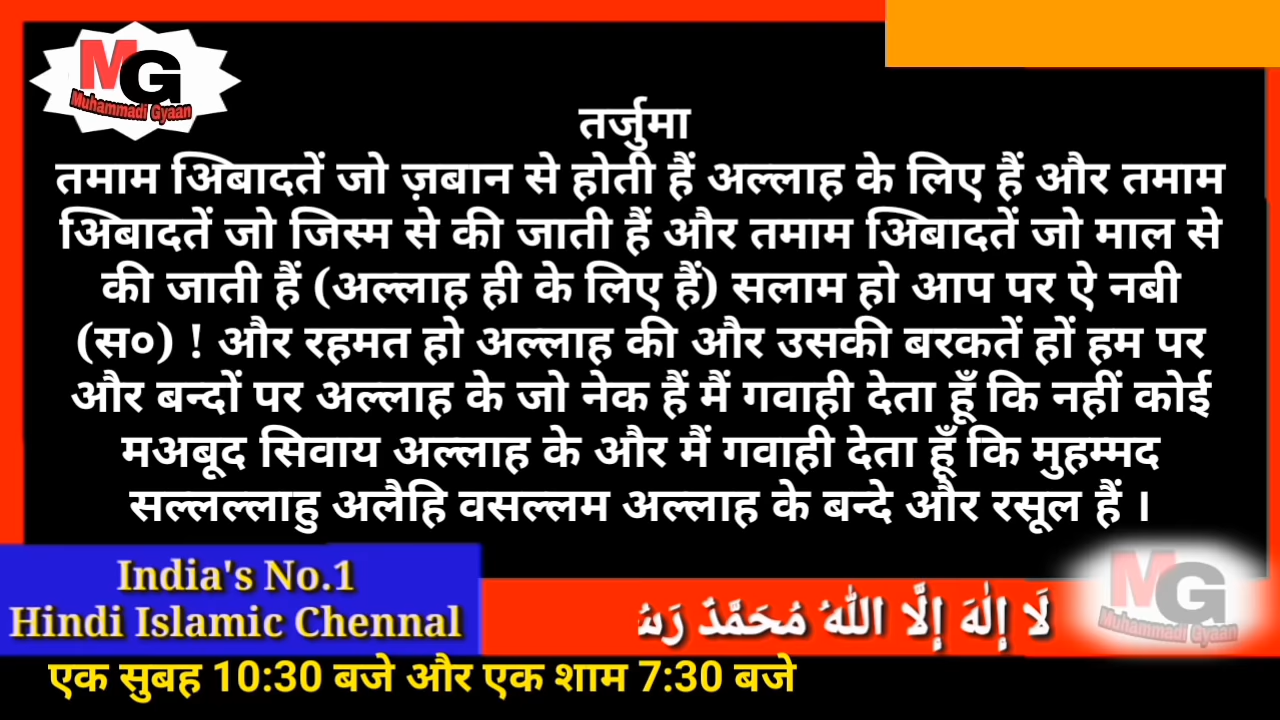 MG
Muhammadi Gyaan
तर्जुमा
तमाम अिबादतें जो ज़बान से होती हैं अल्लाह के लिए हैं और तमाम
अिबादतें जो जिस्म से की जाती हैं और तमाम अिबादतें जो माल से
की जाती हैं (अल्लाह ही के लिए हैं) सलाम हो आप पर ऐ नबी
(स०) ! और रहमत हो अल्लाह की और उसकी बरकतें हों हम पर
और बन्दों पर अल्लाह के जो नेक हैं मैं गवाही देता हूँ कि नहीं कोई
मअबूद सिवाय अल्लाह के और मैं गवाही देता हूँ कि मुहम्मद
सल्लल्लाहु अलैहि वसल्लम अल्लाह के बन्दे और रसूल हैं ।
India's No.1
Hindi Islamic Chennal
لَا إِلٰهَ إِلَّا اللّٰهُ مُحَمَّدٌ
MG
Muhammadi Gyaan
एक सुबह 10:30 बजे और एक शाम 7:30 बजे